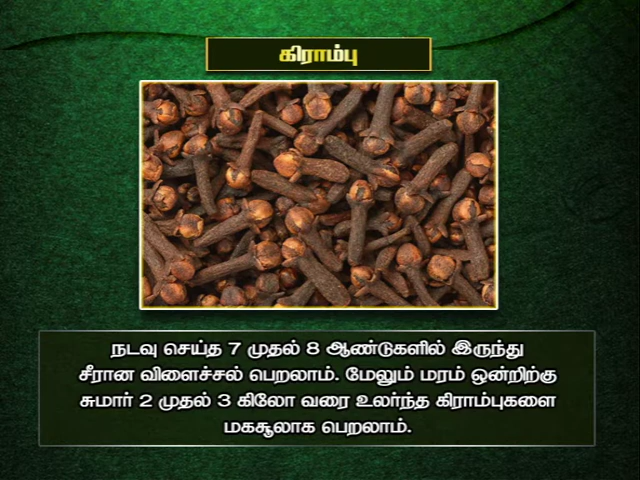 கிராம்பு
நடவு செய்த 7 முதல் 8 ஆண்டுகளில் இருந்து
சீரான விளைச்சல் பெறலாம். மேலும் மரம் ஒன்றிற்கு
சுமார் 2 முதல் 3 கிலோ வரை உலர்ந்த கிராம்புகளை
மகசூலாக பெறலாம்.